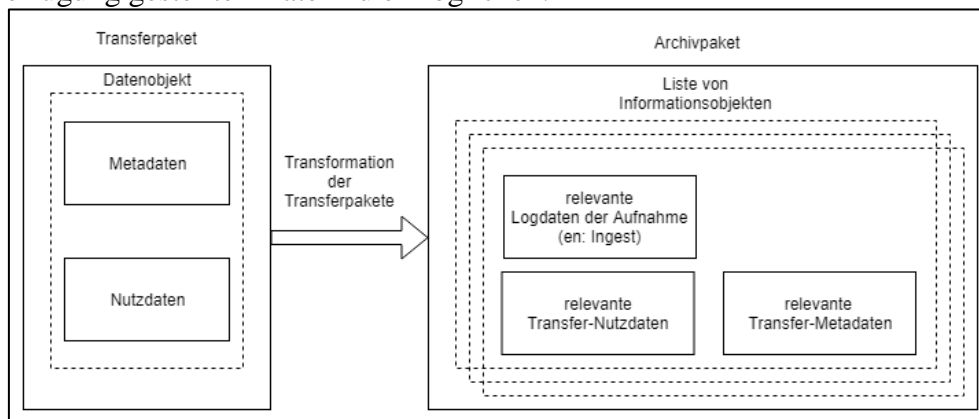 Transferpaket
Datenobjekt
Metadaten
Nutzdaten
Transformation
der
Transferpakete
Archivpaket
Liste von
Informationsobjekten
relevante
Logdaten der Aufnahme
(en: Ingest)
relevante
Transfer-Nutzdaten
relevante
Transfer-Metadaten